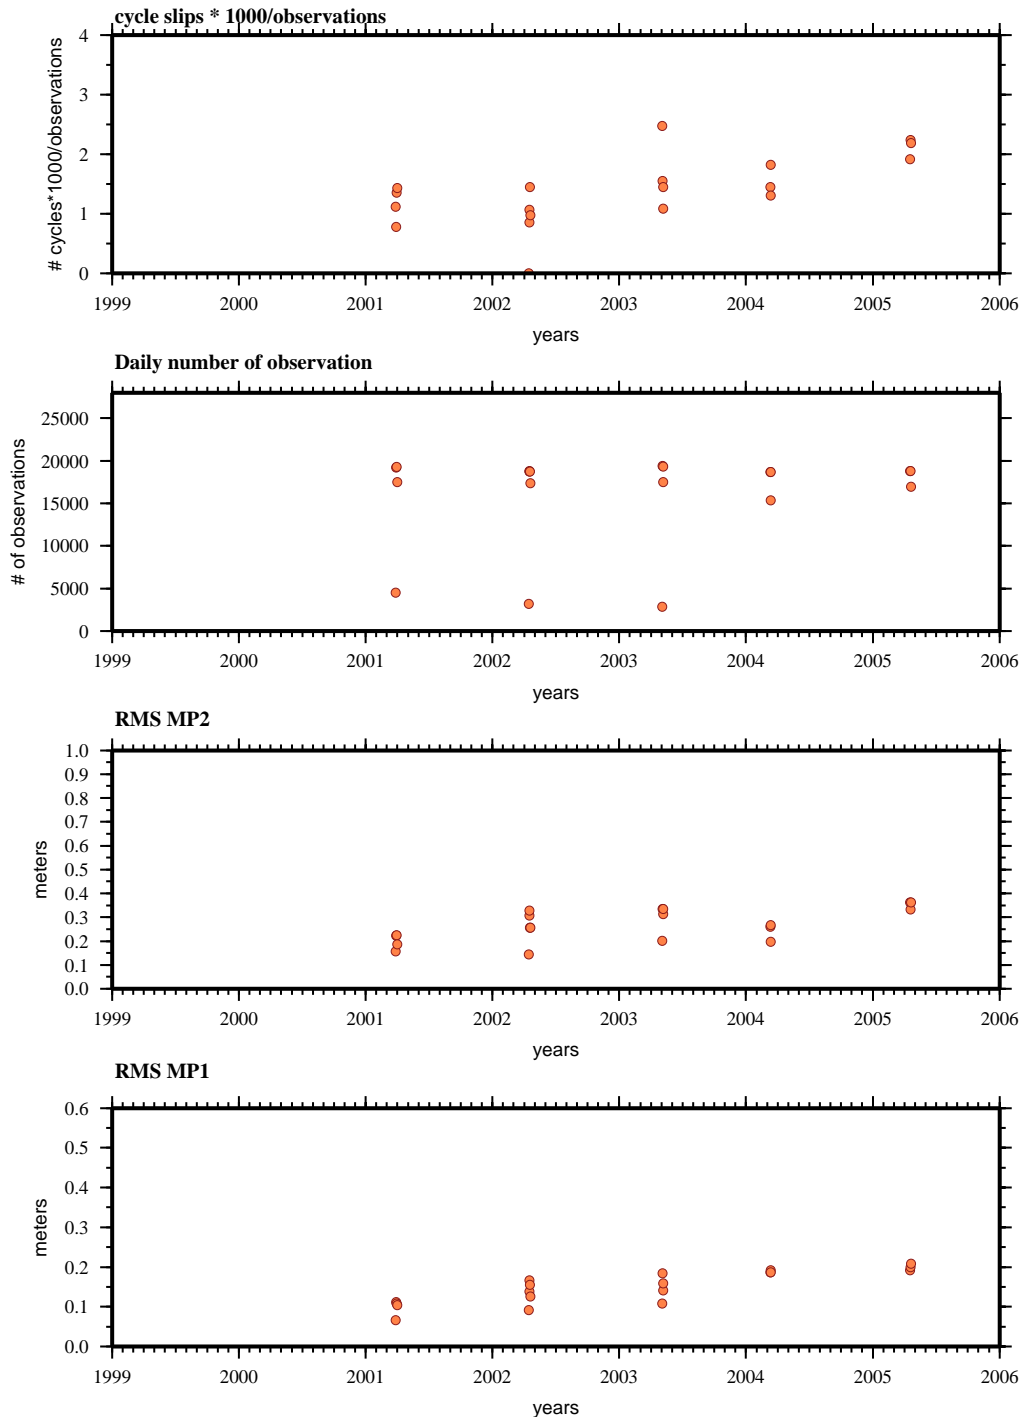 cycle slips * 1000/observations
# cycles*1000/observations
4
3
2
1
0
1999 2000 2001 2002 2003 2004 2005 2006
years
Daily number of observation
# of observations
25000
20000
15000
10000
5000
0
1999 2000 2001 2002 2003 2004 2005 2006
years
RMS MP2
meters
1.0
0.9
0.8
0.7
0.6
0.5
0.4
0.3
0.2
0.1
0.0
1999 2000 2001 2002 2003 2004 2005 2006
years
RMS MP1
meters
0.6
0.5
0.4
0.3
0.2
0.1
0.0
1999 2000 2001 2002 2003 2004 2005 2006
years